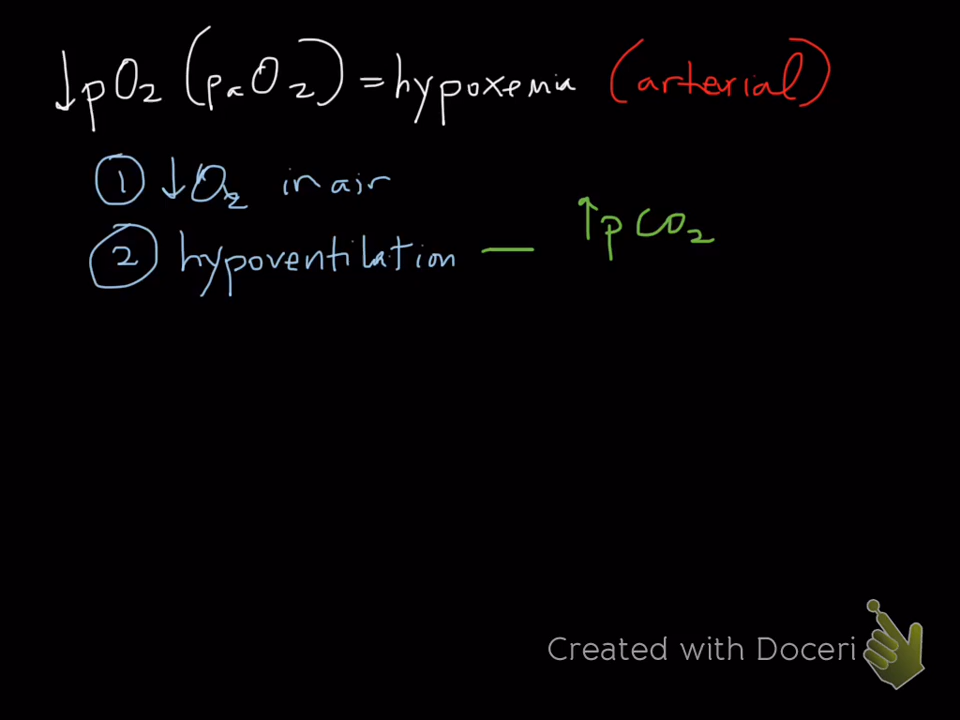 ↓pO₂ (paO₂) = hypoxemia (arterial)
① ↓O₂ in air
② hypoventilation — ↑pCO₂
Created with Doceri